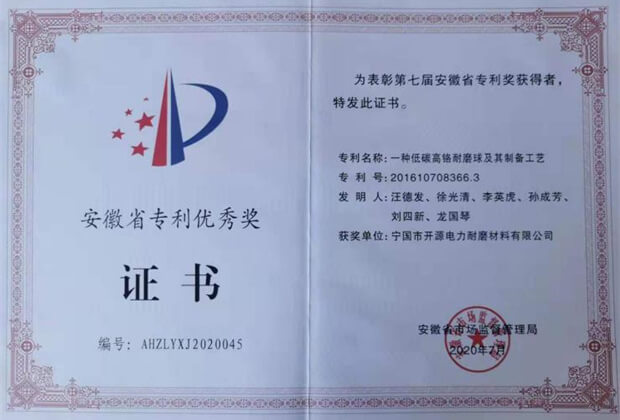 安徽省专利优秀奖
证书
编号：AHZLYXJ2020045
为表彰第七届安徽省专利奖获得者，
特发此证书。
专利名称：一种低碳高铬耐磨球及其制备工艺
专利号：201610708366.3
发明人：汪德发、徐光清、李英虎、孙成芳、
刘四新、龙国琴
获奖单位：宁国市开源电力耐磨材料有限公司
安徽省市场监督管理局
2020年7月